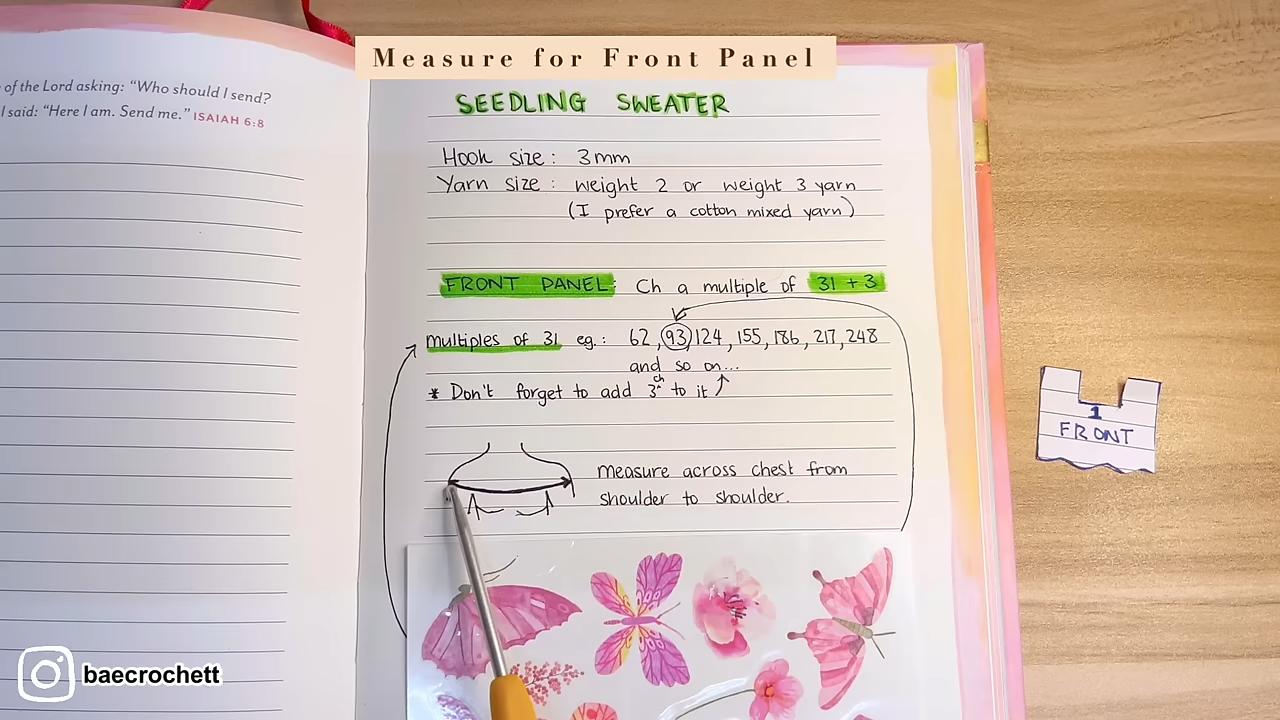 Measure for Front Panel
of the Lord asking: “Who should I send?
I said: “Here I am. Send me.” ISAIAH 6:8
SEEDLING SWEATER
Hook size: 3mm
Yarn size: weight 2 or weight 3 yarn
(I prefer a cotton mixed yarn)
FRONT PANEL: Ch a multiple of 31 + 3
multiples of 31 eg.: 62, 93, 124, 155, 186, 217, 248
and so on...
* Don't forget to add 3 ch to it
measure across chest from
shoulder to shoulder.
1
FRONT
baecrochett